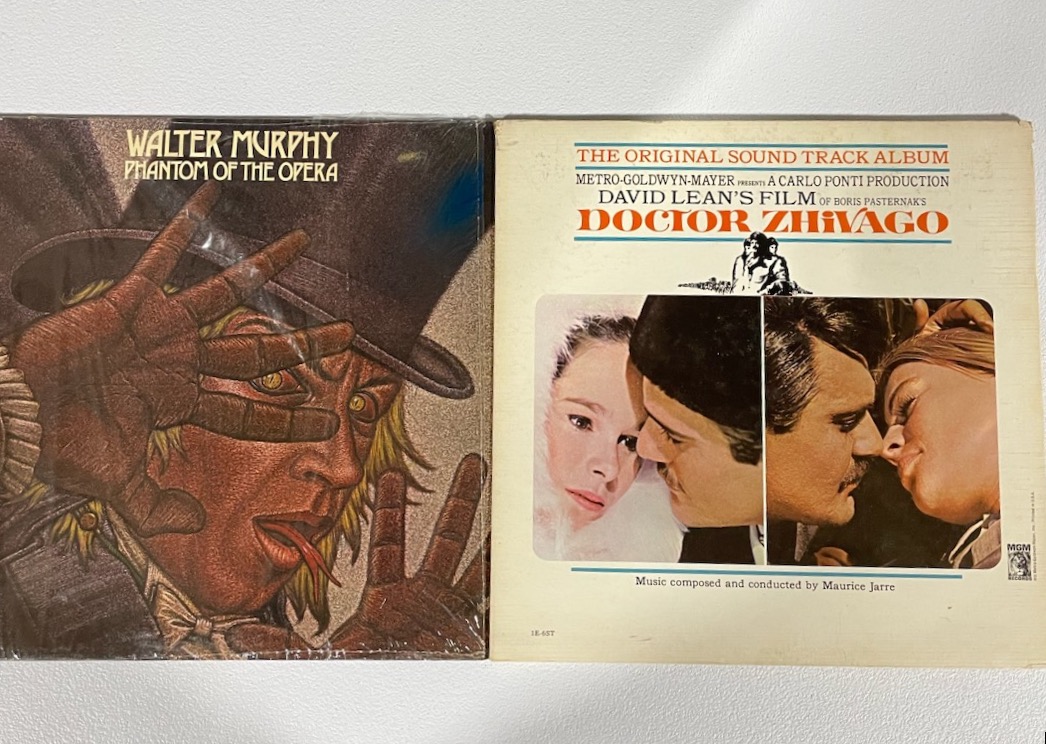 WALTER MURPHY
PHANTOM OF THE OPERA
THE ORIGINAL SOUND TRACK ALBUM
METRO-GOLDWYN-MAYER PRESENTS A CARLO PONTI PRODUCTION
DAVID LEAN'S FILM OF BORIS PASTERNAK'S
DOCTOR ZHiVAGO
MGM
RECORDS
Music composed and conducted by Maurice Jarre
1E-6ST